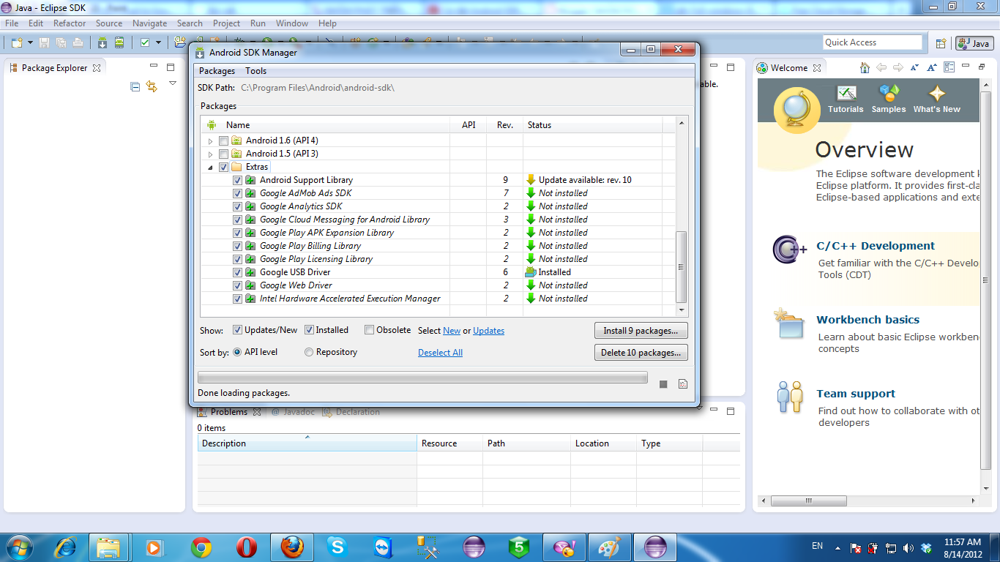 Java - Eclipse SDK
File Edit Refactor Source Navigate Search Project Run Window Help
Quick Access
Java
Package Explorer
Android SDK Manager
Packages Tools
SDK Path: C:\Program Files\Android\android-sdk\
Packages
Name API Rev. Status
Android 1.6 (API 4)
Android 1.5 (API 3)
Extras
Android Support Library 9 Update available: rev. 10
Google AdMob Ads SDK 7 Not installed
Google Analytics SDK 2 Not installed
Google Cloud Messaging for Android Library 3 Not installed
Google Play APK Expansion Library 2 Not installed
Google Play Billing Library 2 Not installed
Google Play Licensing Library 2 Not installed
Google USB Driver 6 Installed
Google Web Driver 2 Not installed
Intel Hardware Accelerated Execution Manager 2 Not installed
Show: Updates/New Installed Obsolete Select New or Updates Install 9 packages...
Sort by: API level Repository Deselect All Delete 10 packages...
Done loading packages.
able.
Welcome
Tutorials Samples What's New
Overview
The Eclipse software development
Eclipse platform. It provides first-cla
Eclipse-based applications and exte
C/C++ Development
Get familiar with the C/C++ Develo
Tools (CDT)
Workbench basics
Learn about basic Eclipse workben
concepts
Team support
Find out how to collaborate with ot
developers
Problems @ Javadoc Declaration
0 items
Description Resource Path Location Type
EN
11:57 AM
8/14/2012